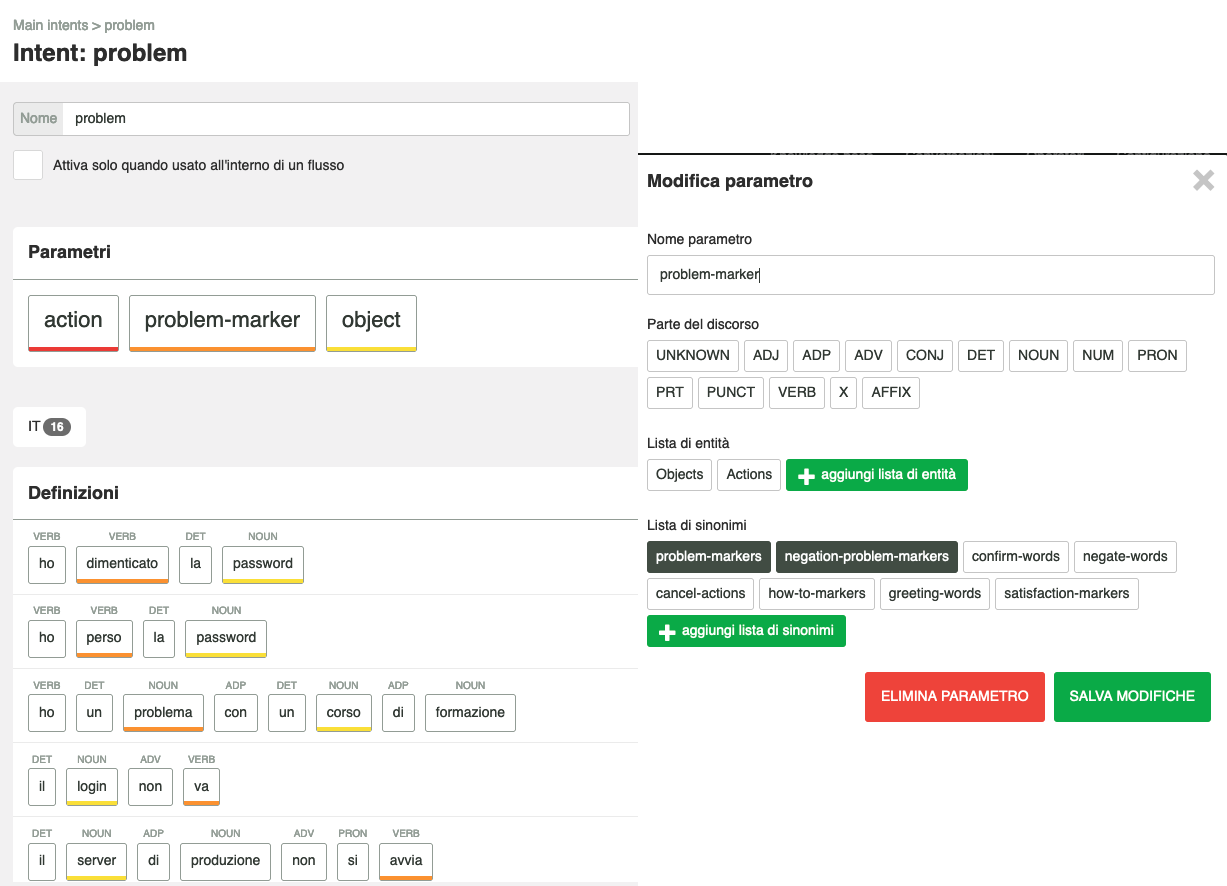 Main intents > problem
Intent: problem
Nome problem
Attiva solo quando usato all'interno di un flusso
Parametri
action problem-marker object
IT 16
Definizioni
VERB VERB DET NOUN
ho dimenticato la password
VERB VERB DET NOUN
ho perso la password
VERB DET NOUN ADP DET NOUN ADP NOUN
ho un problema con un corso di formazione
DET NOUN ADV VERB
il login non va
DET NOUN ADP NOUN ADV PRON VERB
il server di produzione non si avvia
Modifica parametro
Nome parametro
problem-marker
Parte del discorso
UNKNOWN ADJ ADP ADV CONJ DET NOUN NUM PRON
PRT PUNCT VERB X AFFIX
Lista di entità
Objects Actions aggiungi lista di entità
Lista di sinonimi
problem-markers negation-problem-markers confirm-words negate-words
cancel-actions how-to-markers greeting-words satisfaction-markers
aggiungi lista di sinonimi
ELIMINA PARAMETRO SALVA MODIFICHE